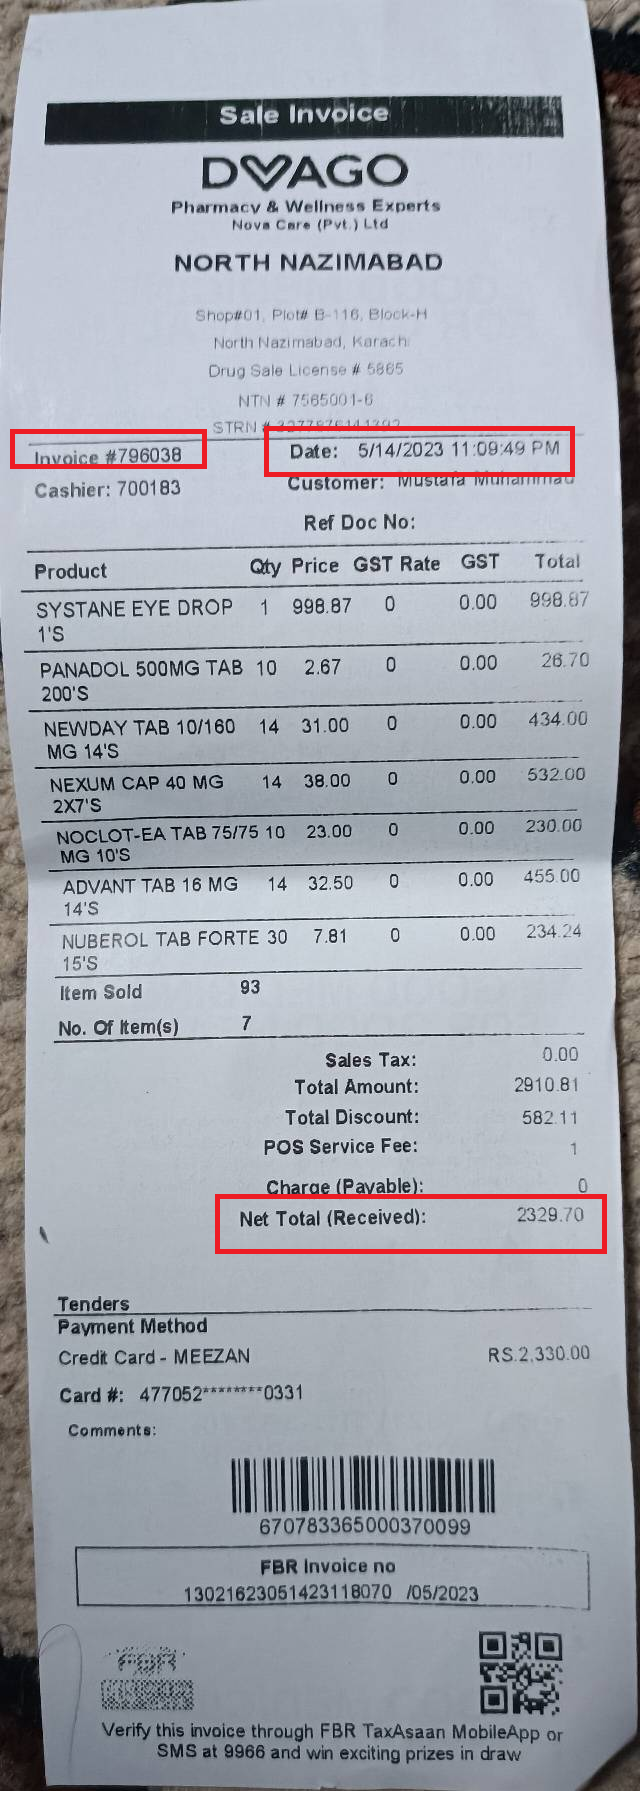 Sale Invoice
DVAGO
Pharmacy & Wellness Experts
Nova Care (Pvt.) Ltd
NORTH NAZIMABAD
Shop#01, Plot# B-116, Block-H
North Nazimabad, Karachi
Drug Sale License # 5865
NTN # 7565001-6
STRN #
Invoice #796038 Date: 5/14/2023 11:09:49 PM
Cashier: 700183 Customer: Mustafa Muhammad
Ref Doc No:
Product Qty Price GST Rate GST Total
SYSTANE EYE DROP 1 998.87 0 0.00 998.87
1'S
PANADOL 500MG TAB 10 2.67 0 0.00 26.70
200'S
NEWDAY TAB 10/160 14 31.00 0 0.00 434.00
MG 14'S
NEXUM CAP 40 MG 14 38.00 0 0.00 532.00
2X7'S
NOCLOT-EA TAB 75/75 10 23.00 0 0.00 230.00
MG 10'S
ADVANT TAB 16 MG 14 32.50 0 0.00 455.00
14'S
NUBEROL TAB FORTE 30 7.81 0 0.00 234.24
15'S
Item Sold 93
No. Of Item(s) 7
Sales Tax: 0.00
Total Amount: 2910.81
Total Discount: 582.11
POS Service Fee: 1
Charge (Payable): 0
Net Total (Received): 2329.70
Tenders
Payment Method
Credit Card - MEEZAN RS.2,330.00
Card #: 477052********0331
Comments:
670783365000370099
FBR Invoice no
13021623051423118070 /05/2023
FBR
Verify this invoice through FBR TaxAsaan MobileApp or
SMS at 9966 and win exciting prizes in draw